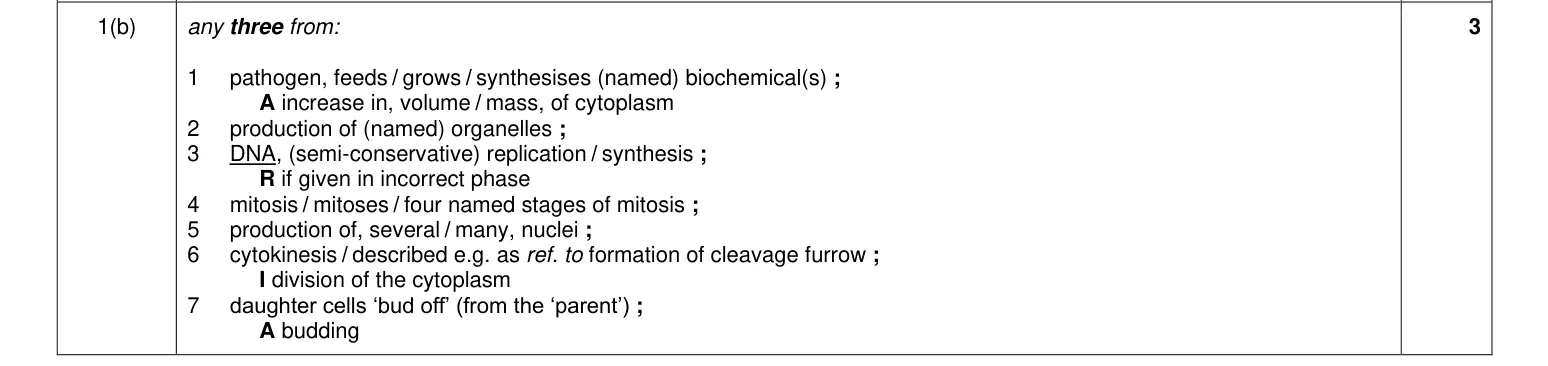 1(b) any three from: 3
1 pathogen, feeds / grows / synthesises (named) biochemical(s) ;
A increase in, volume / mass, of cytoplasm
2 production of (named) organelles ;
3 DNA, (semi-conservative) replication / synthesis ;
R if given in incorrect phase
4 mitosis / mitoses / four named stages of mitosis ;
5 production of, several / many, nuclei ;
6 cytokinesis / described e.g. as ref. to formation of cleavage furrow ;
I division of the cytoplasm
7 daughter cells ‘bud off’ (from the ‘parent’) ;
A budding